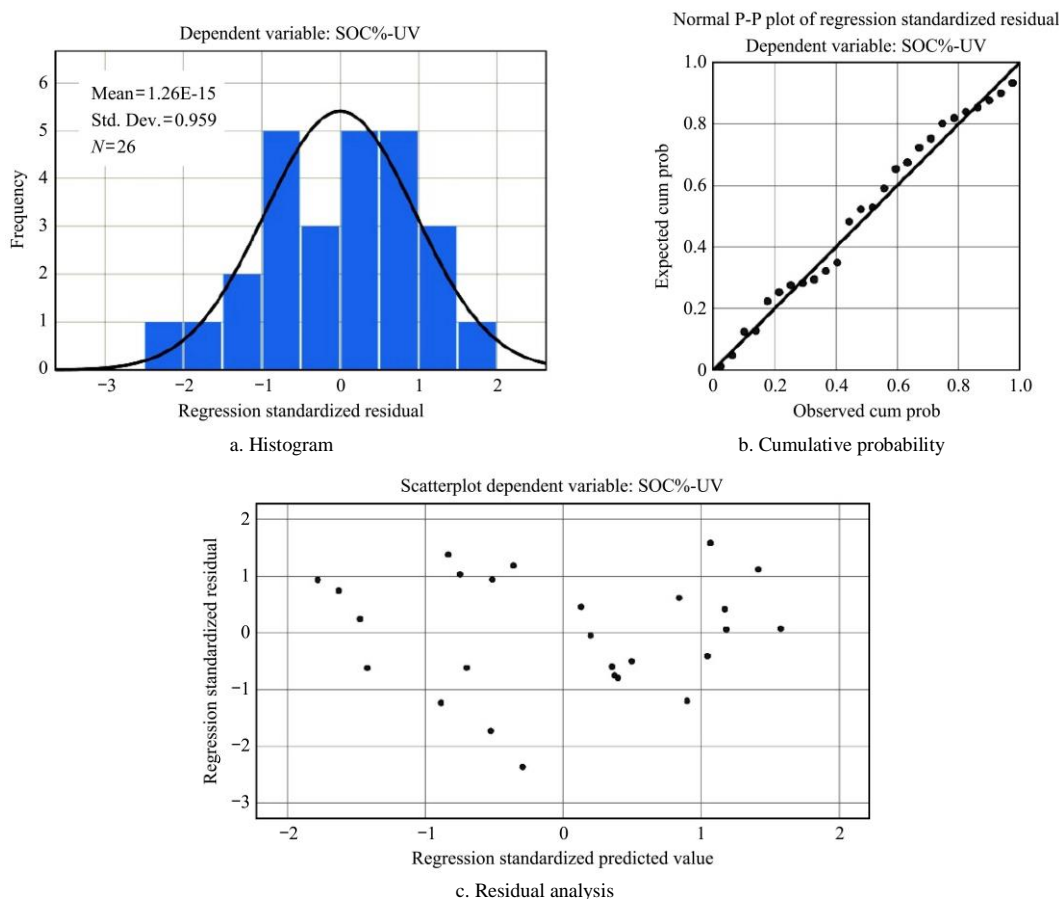 Dependent variable: SOC%-UV
Mean=1.26E-15
Std. Dev.=0.959
N=26
Frequency
6
5
4
3
2
1
0
−3
−2
−1
0
1
2
Regression standardized residual
a. Histogram
Normal P-P plot of regression standardized residual
Dependent variable: SOC%-UV
Expected cum prob
1.0
0.8
0.6
0.4
0.2
0
0
0.2
0.4
0.6
0.8
1.0
Observed cum prob
b. Cumulative probability
Scatterplot dependent variable: SOC%-UV
Regression standardized residual
2
1
0
−1
−2
−3
−2
−1
0
1
2
Regression standardized predicted value
c. Residual analysis